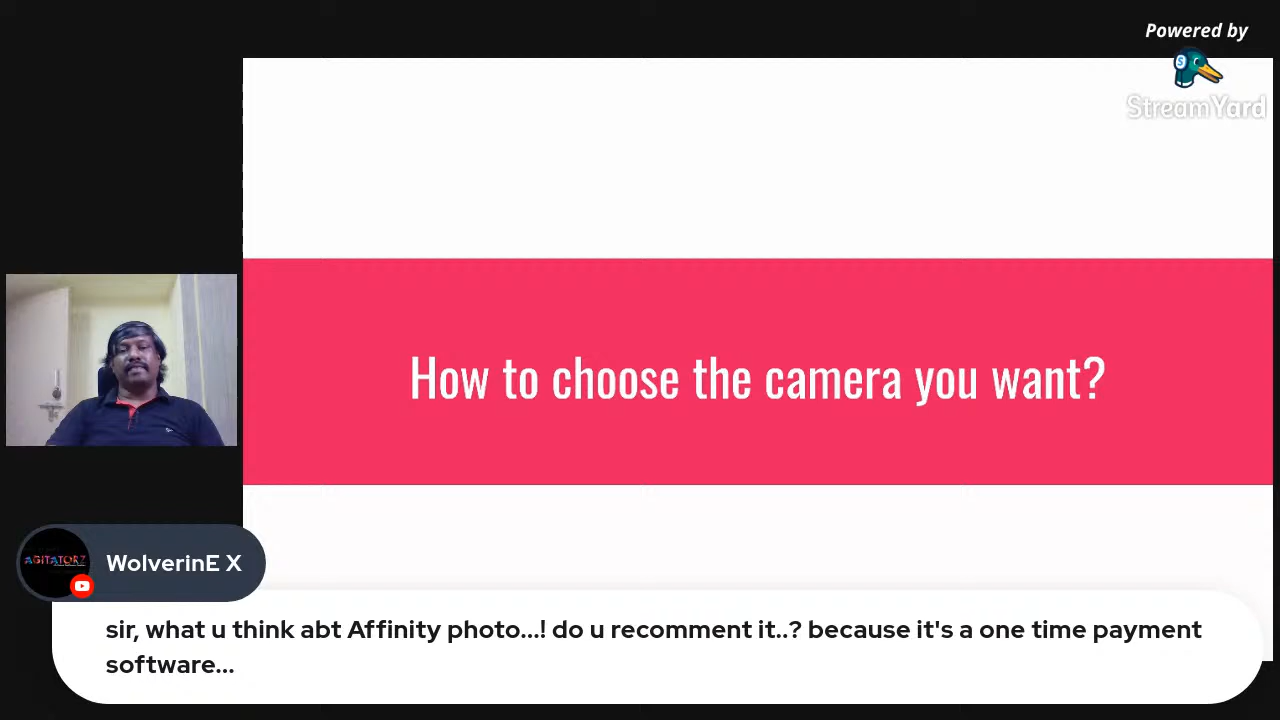 Powered by
StreamYard
How to choose the camera you want?
AGITATORZ
WolverinE X
sir, what u think abt Affinity photo...! do u recomment it..? because it's a one time payment
software...